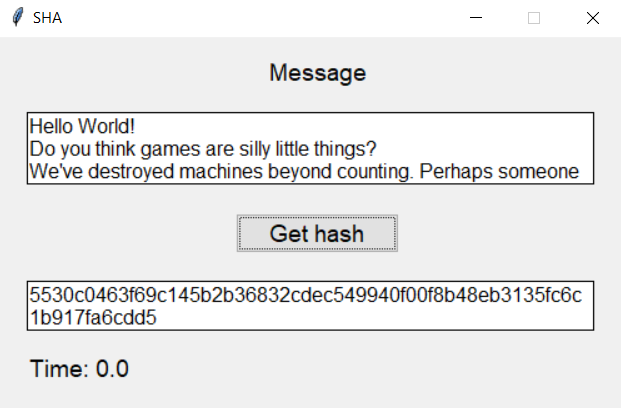 SHA
Message
Hello World!
Do you think games are silly little things?
We've destroyed machines beyond counting. Perhaps someone
Get hash
5530c0463f69c145b2b36832cdec549940f00f8b48eb3135fc6c
1b917fa6cdd5
Time: 0.0